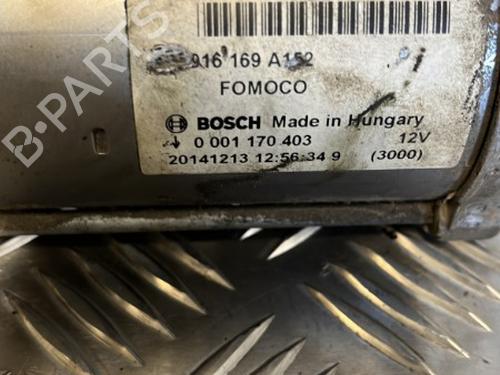 916 169 A152
FOMOCO
BOSCH Made in Hungary
0 001 170 403 12V
20141213 12:56:34 9 (3000)
B-PARTS